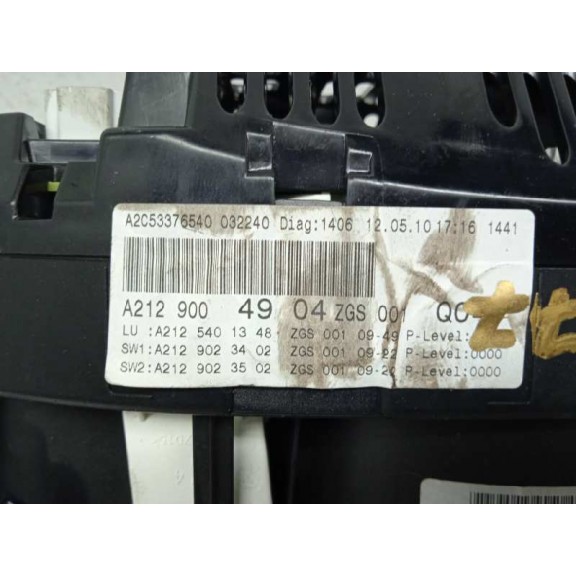 A2C53376540 032240 Diag:1406 12.05.10 17:16 1441
A212 900 49 04 ZGS 001
LU :A212 540 13 48 ZGS 001 09-49 P-Level:
SW1:A212 902 34 02 ZGS 001 09-22 P-Level:0000
SW2:A212 902 35 02 ZGS 001 09-20 P-Level:0000